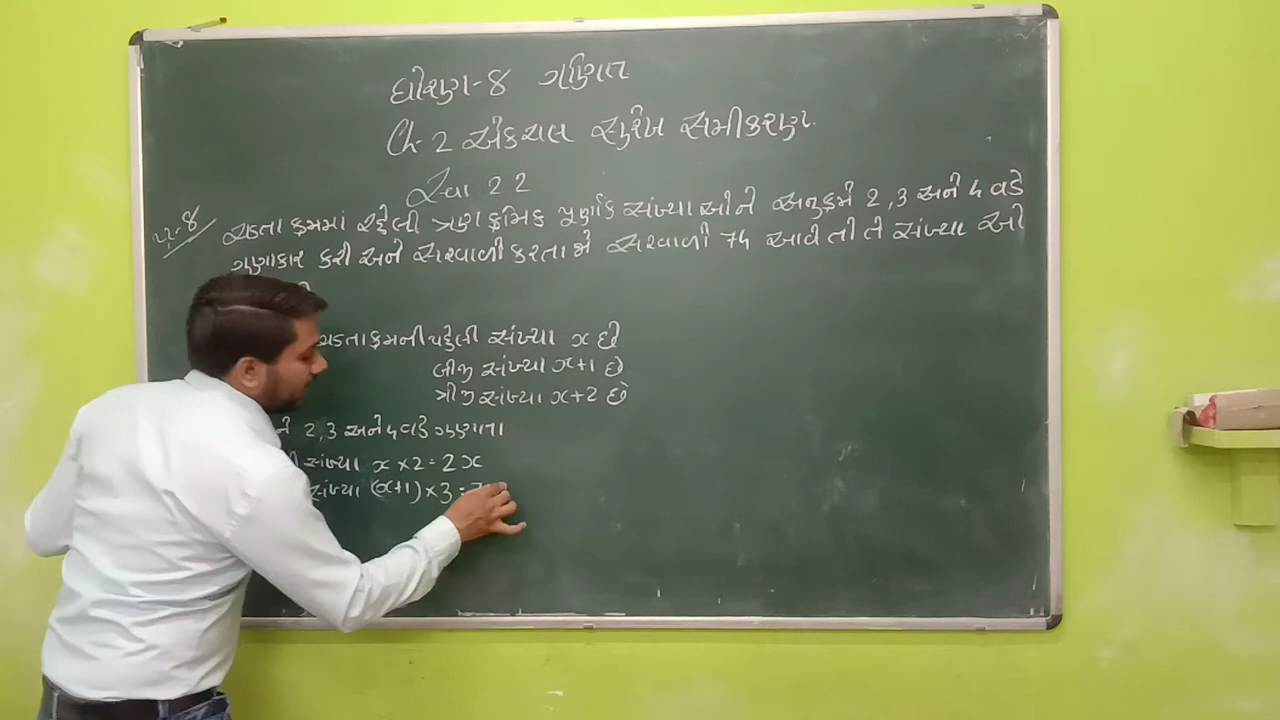 ધોરણ-8 ગણિત
Ch-2 એકચલ સુરેખ સમીકરણ
સ્વા 2.2
ચડતા ક્રમમાં રહેલી ત્રણ ક્રમિક પૂર્ણાંક સંખ્યા ઓને અનુક્રમે 2, 3 અને 4 વડે
ગુણાકાર કરી અને સરવાળો કરતા જો સરવાળો 74 આવે તો તે સંખ્યા ઓ
ચડતા ક્રમની પહેલી સંખ્યા x છે
બીજી સંખ્યા x+1 છે
ત્રીજી સંખ્યા x+2 છે
ને 2, 3 અને 4 વડે ગુણતા
સંખ્યા x × 2 = 2x
સંખ્યા (x+1) × 3 =